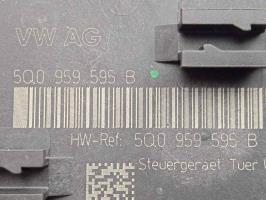 VW AG
5Q0 959 595 B
HW-Ref: 5Q0 959 595 B
Steuergeraet Tuer